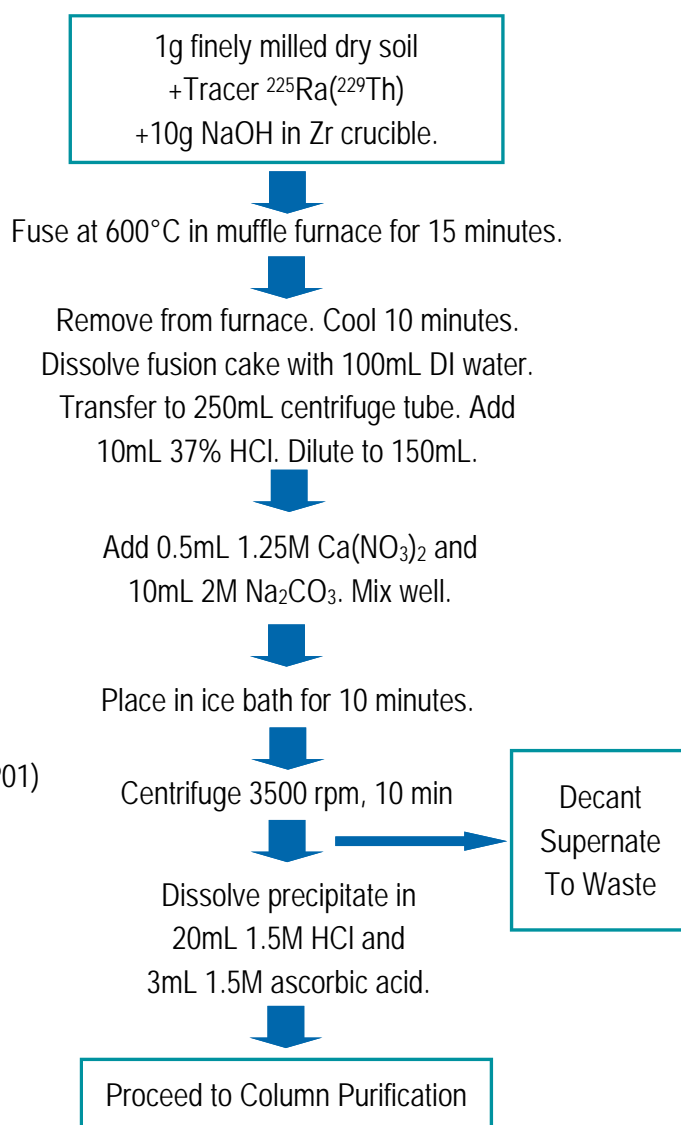 1g finely milled dry soil
+Tracer ²²⁵Ra(²²⁹Th)
+10g NaOH in Zr crucible.
Fuse at 600°C in muffle furnace for 15 minutes.
Remove from furnace. Cool 10 minutes.
Dissolve fusion cake with 100mL DI water.
Transfer to 250mL centrifuge tube. Add
10mL 37% HCl. Dilute to 150mL.
Add 0.5mL 1.25M Ca(NO₃)₂ and
10mL 2M Na₂CO₃. Mix well.
Place in ice bath for 10 minutes.
01)
Centrifuge 3500 rpm, 10 min
Decant
Supernate
To Waste
Dissolve precipitate in
20mL 1.5M HCl and
3mL 1.5M ascorbic acid.
Proceed to Column Purification